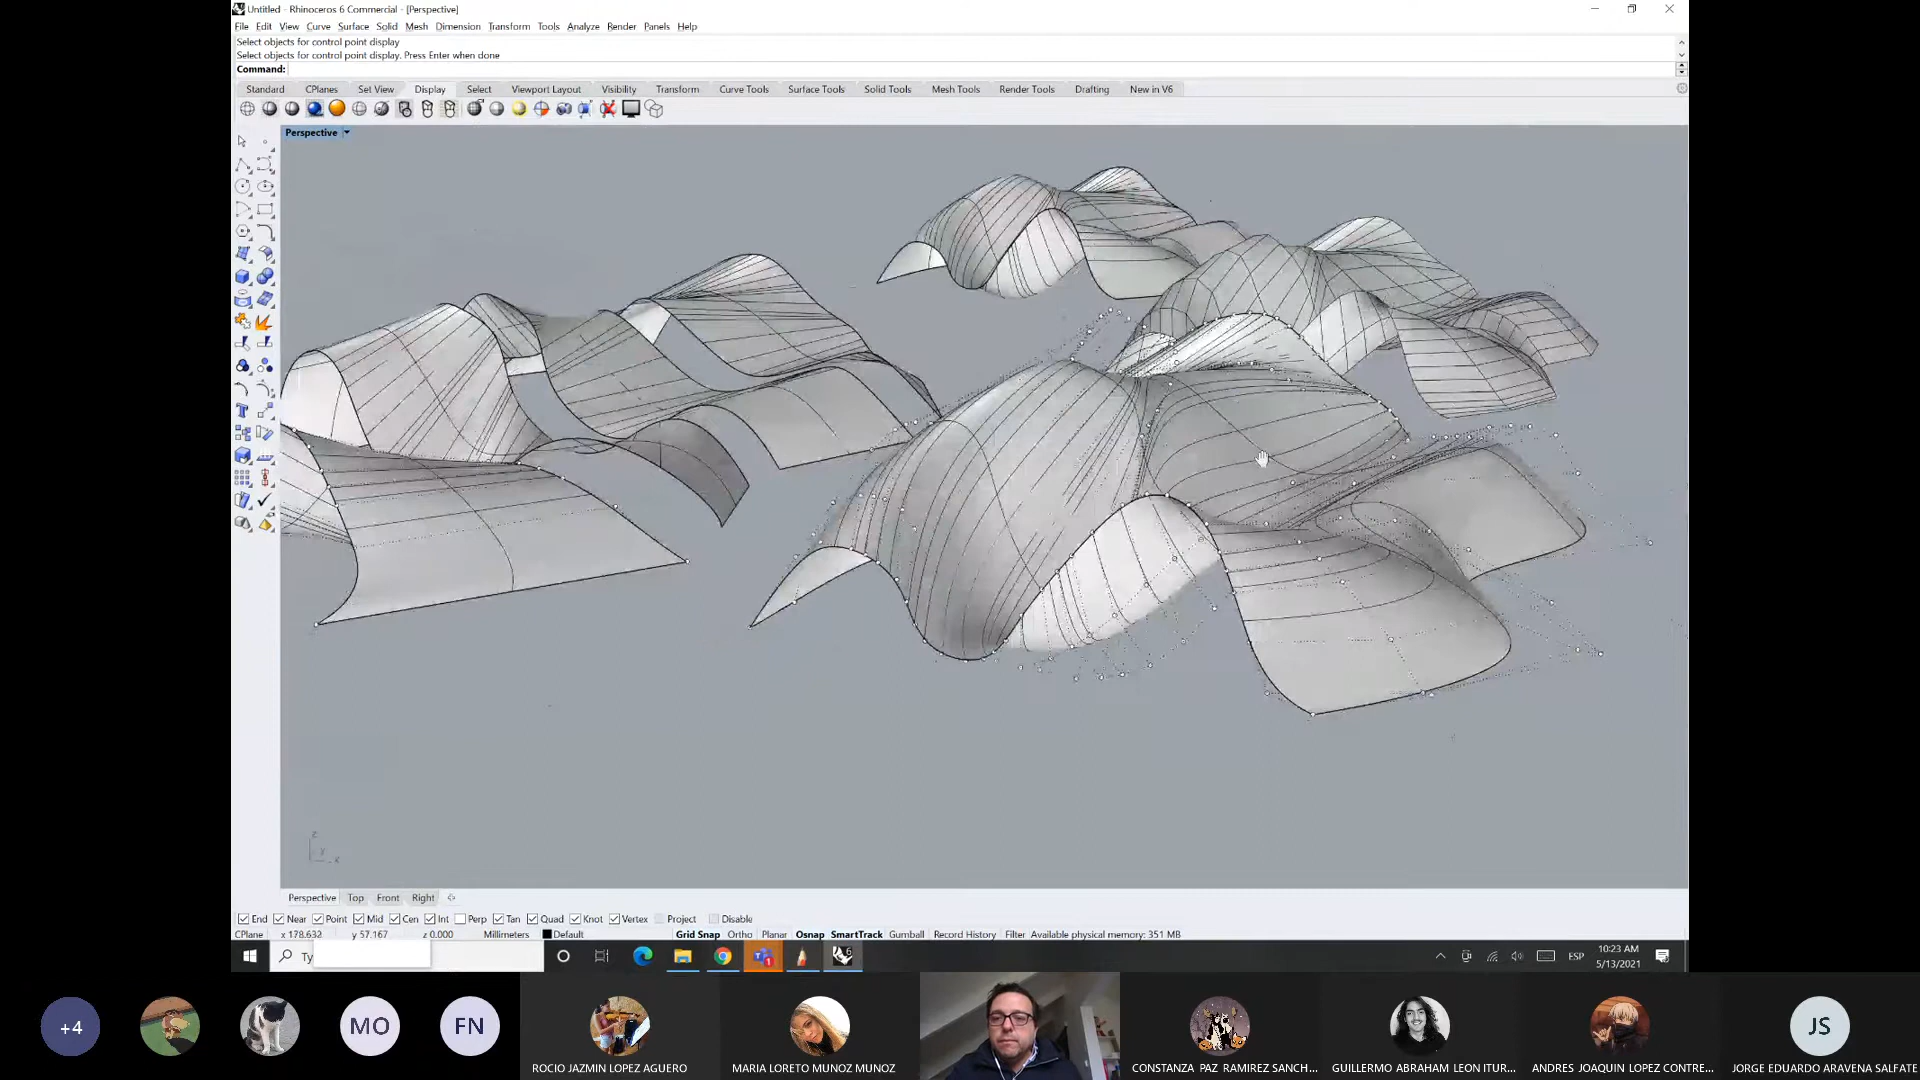 Untitled - Rhinoceros 6 Commercial - [Perspective]
File Edit View Curve Surface Solid Mesh Dimension Transform Tools Analyze Render Panels Help
Select objects for control point display
Select objects for control point display. Press Enter when done
Command:
Standard CPlanes Set View Display Select Viewport Layout Visibility Transform Curve Tools Surface Tools Solid Tools Mesh Tools Render Tools Drafting New in V6
Perspective
z
y
x
Perspective Top Front Right
End Near Point Mid Cen Int Perp Tan Quad Knot Vertex Project Disable
CPlane x 178.632 y 57.167 z 0.000 Millimeters Default Grid Snap Ortho Planar Osnap SmartTrack Gumball Record History Filter Available physical memory: 351 MB
Ty
1
6
ESP
10:23 AM
5/13/2021
+4
MO
FN
JS
ROCIO JAZMIN LOPEZ AGUERO
MARIA LORETO MUNOZ MUNOZ
CONSTANZA PAZ RAMIREZ SANCH...
GUILLERMO ABRAHAM LEON ITUR...
ANDRES JOAQUIN LOPEZ CONTRE...
JORGE EDUARDO ARAVENA SALFATE